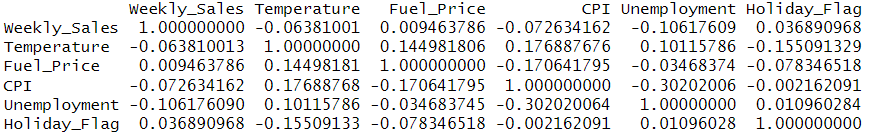 Weekly_Sales Temperature Fuel_Price CPI Unemployment Holiday_Flag
Weekly_Sales 1.000000000 -0.06381001 0.009463786 -0.072634162 -0.10617609 0.036890968
Temperature -0.063810013 1.00000000 0.144981806 0.176887676 0.10115786 -0.155091329
Fuel_Price 0.009463786 0.14498181 1.000000000 -0.170641795 -0.03468374 -0.078346518
CPI -0.072634162 0.17688768 -0.170641795 1.000000000 -0.30202006 -0.002162091
Unemployment -0.106176090 0.10115786 -0.034683745 -0.302020064 1.00000000 0.010960284
Holiday_Flag 0.036890968 -0.15509133 -0.078346518 -0.002162091 0.01096028 1.000000000